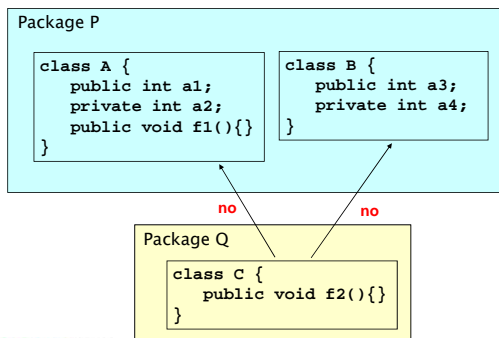 Package P
class A {
public int a1;
private int a2;
public void f1(){}
}
class B {
public int a3;
private int a4;
}
no
no
Package Q
class C {
public void f2(){}
}